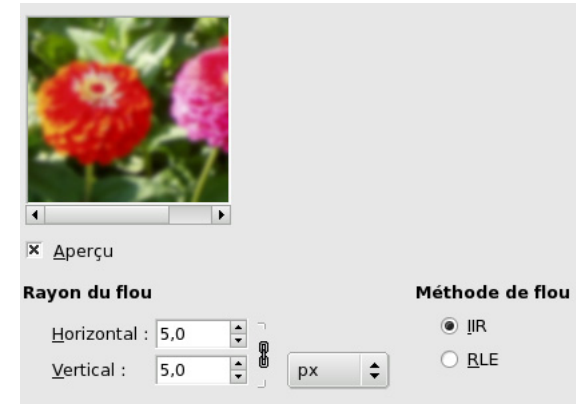 Aperçu
Rayon du flou
Méthode de flou
Horizontal : 5,0
IIR
Vertical : 5,0
px
RLE